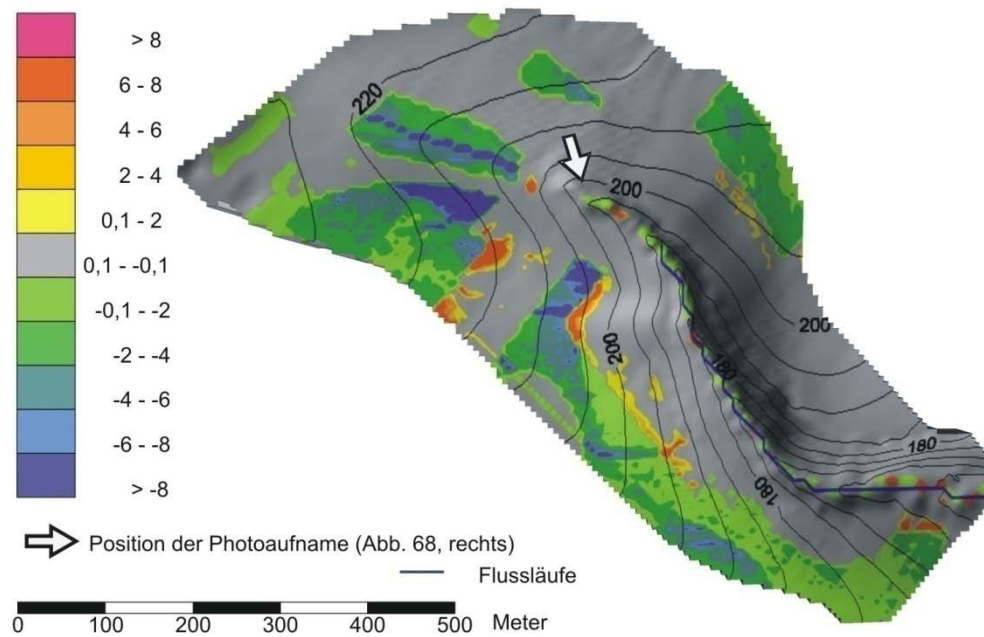 > 8
6 - 8
4 - 6
2 - 4
0,1 - 2
0,1 - -0,1
-0,1 - -2
-2 - -4
-4 - -6
-6 - -8
> -8
220
200
200
200
180
180
180
Position der Photoaufname (Abb. 68, rechts)
Flussläufe
0 100 200 300 400 500 Meter